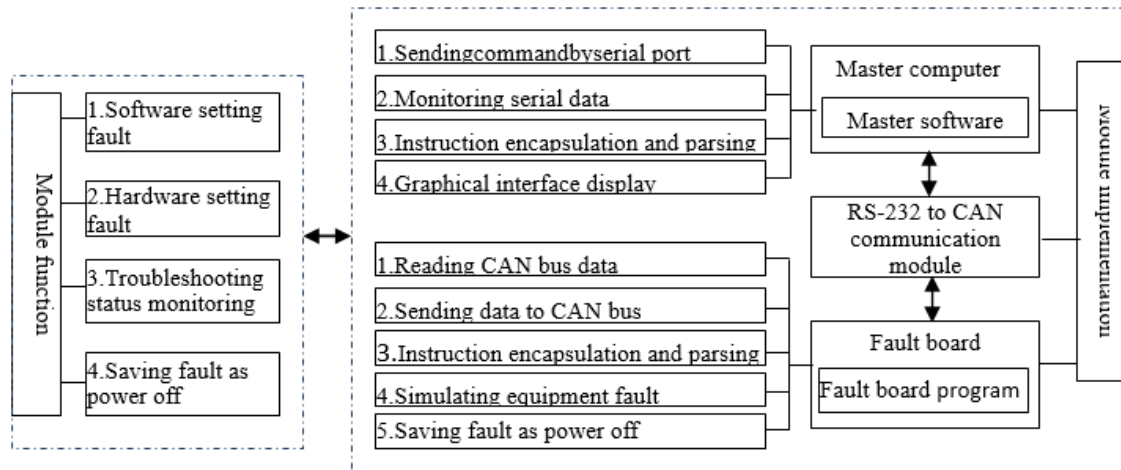 Module function
1.Software setting
fault
2.Hardware setting
fault
3.Troubleshooting
status monitoring
4.Saving fault as
power off
1.Sendingcommandbyserial port
2.Monitoring serial data
3.Instruction encapsulation and parsing
4.Graphical interface display
1.Reading CAN bus data
2.Sending data to CAN bus
3.Instruction encapsulation and parsing
4.Simulating equipment fault
5.Saving fault as power off
Master computer
Master software
RS-232 to CAN
communication
module
Fault board
Fault board program
Module implementation